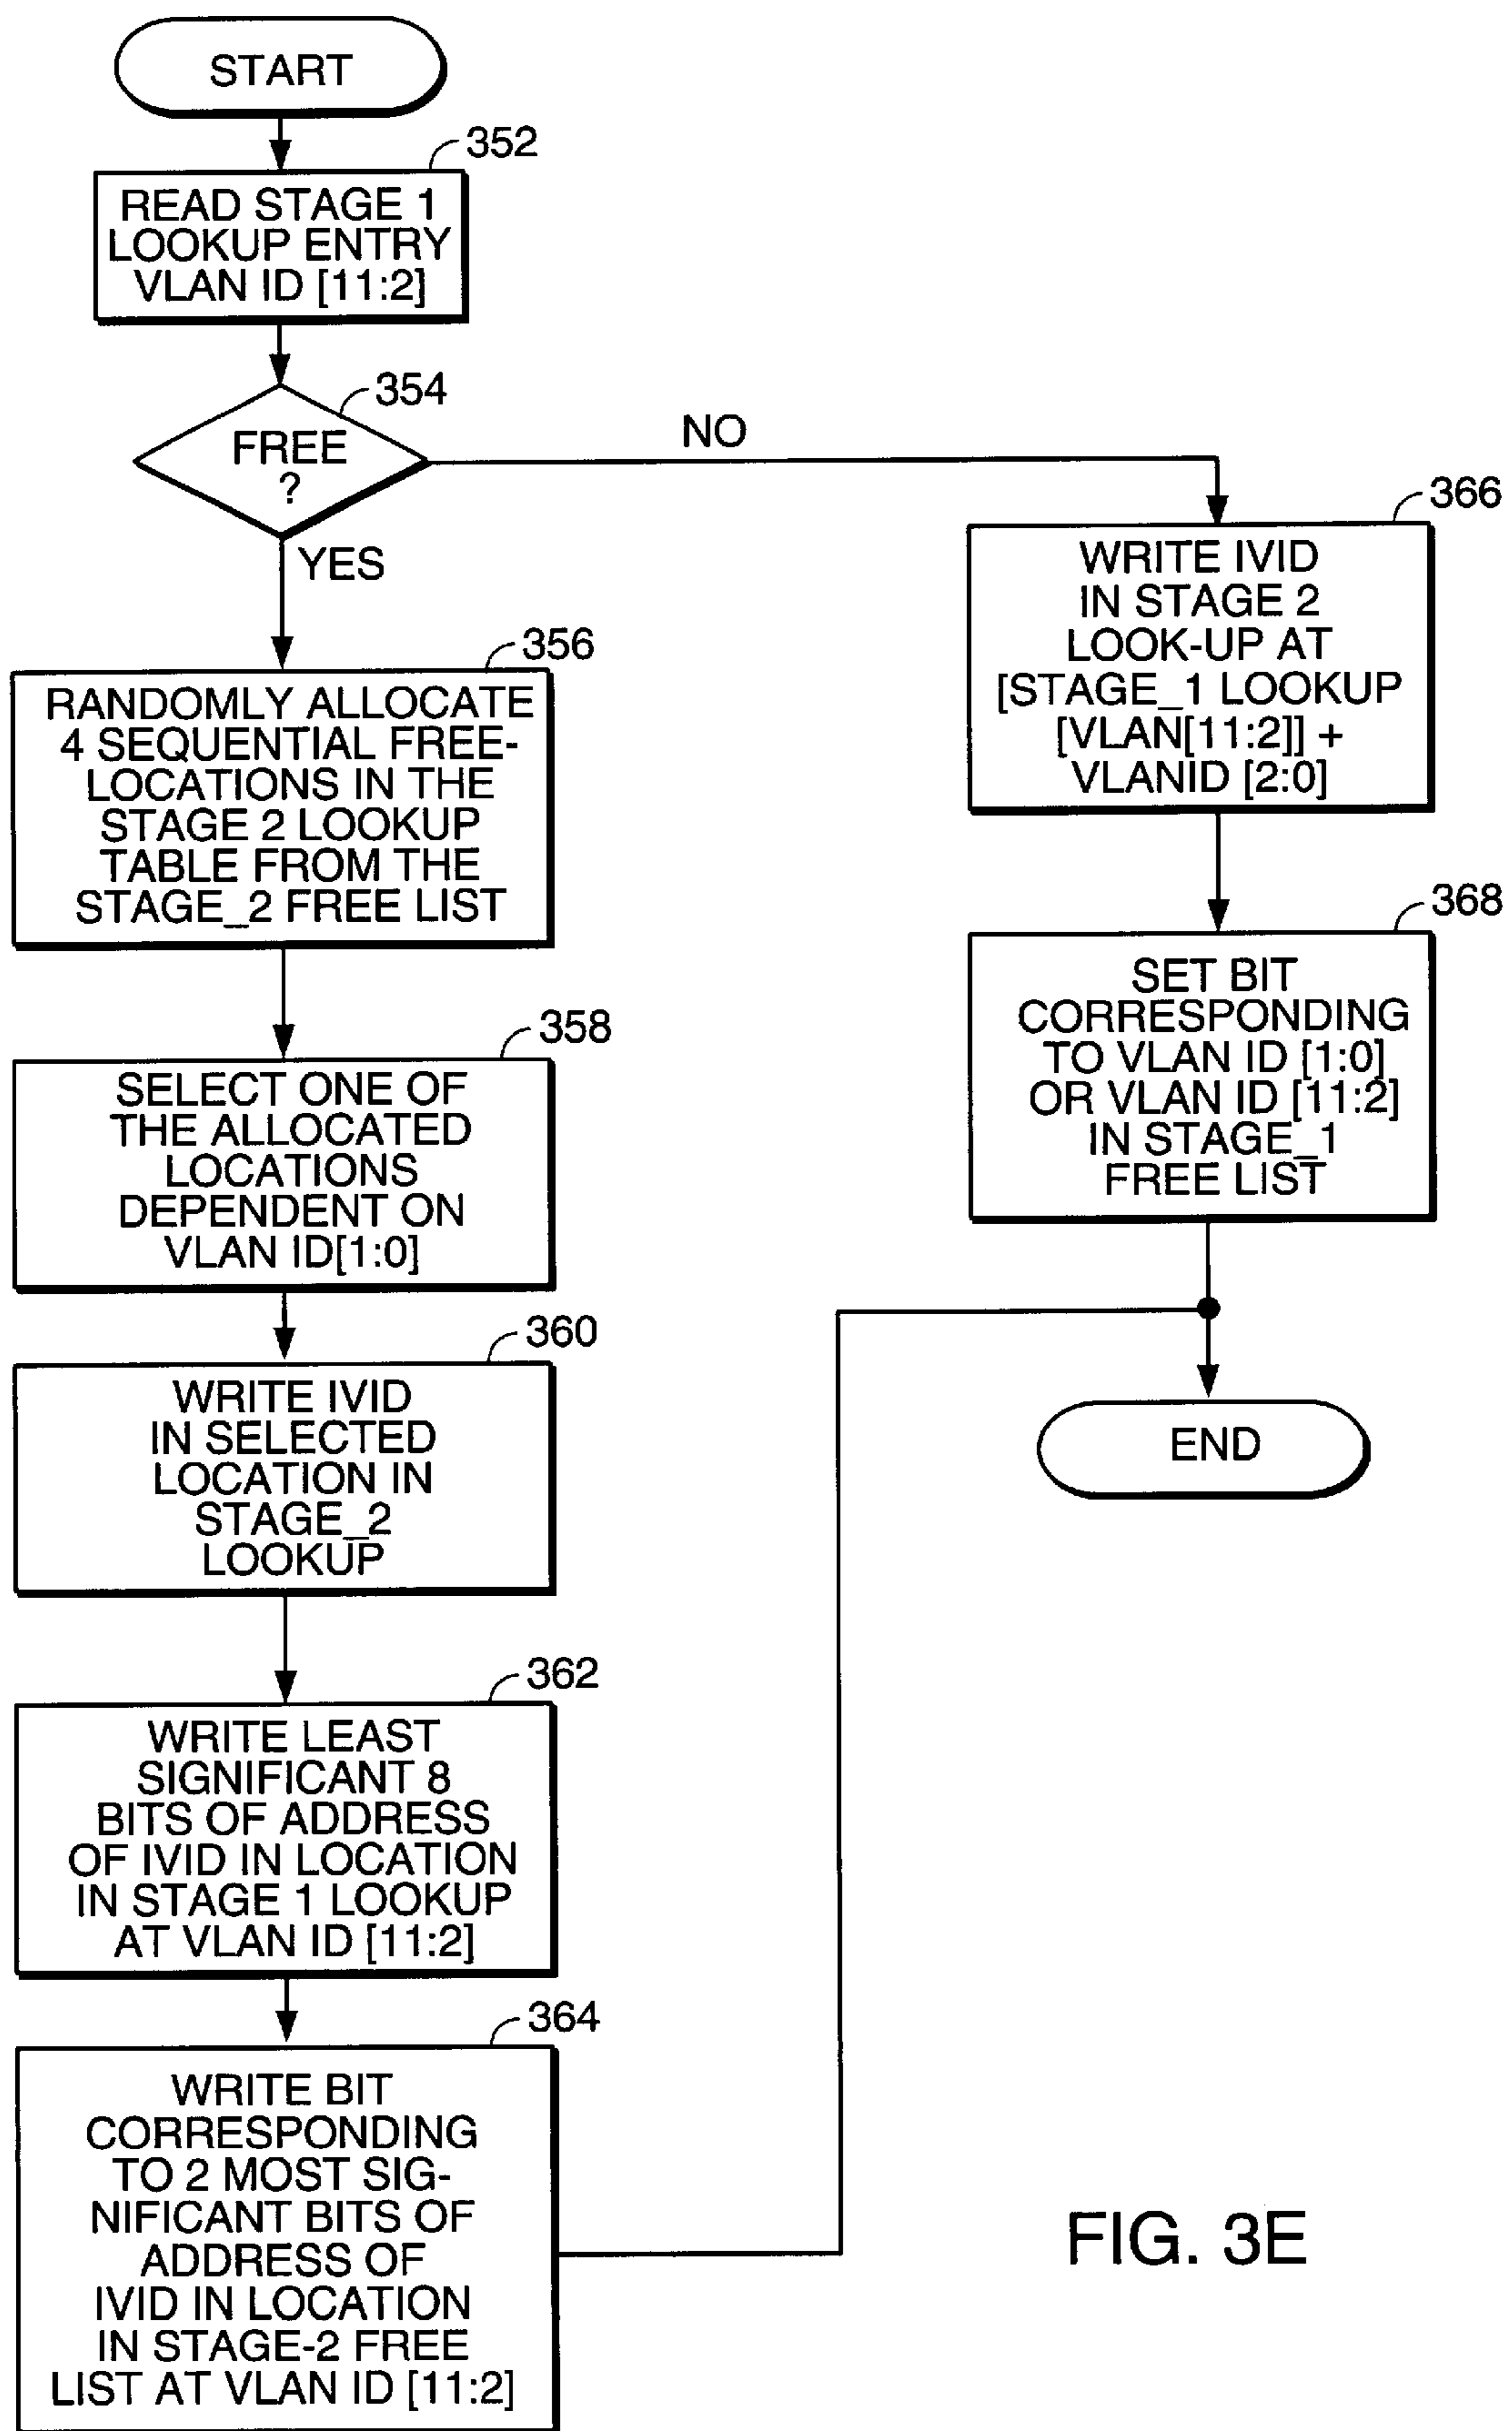 START
352
READ STAGE 1
LOOKUP ENTRY
VLAN ID [11:2]
354
FREE
?
NO
YES
356
RANDOMLY ALLOCATE
4 SEQUENTIAL FREE-
LOCATIONS IN THE
STAGE 2 LOOKUP
TABLE FROM THE
STAGE_2 FREE LIST
358
SELECT ONE OF
THE ALLOCATED
LOCATIONS
DEPENDENT ON
VLAN ID[1:0]
360
WRITE IVID
IN SELECTED
LOCATION IN
STAGE_2
LOOKUP
362
WRITE LEAST
SIGNIFICANT 8
BITS OF ADDRESS
OF IVID IN LOCATION
IN STAGE 1 LOOKUP
AT VLAN ID [11:2]
364
WRITE BIT
CORRESPONDING
TO 2 MOST SIG-
NIFICANT BITS OF
ADDRESS OF
IVID IN LOCATION
IN STAGE-2 FREE
LIST AT VLAN ID [11:2]
366
WRITE IVID
IN STAGE 2
LOOK-UP AT
[STAGE_1 LOOKUP
[VLAN[11:2]] +
VLANID [2:0]
368
SET BIT
CORRESPONDING
TO VLAN ID [1:0]
OR VLAN ID [11:2]
IN STAGE_1
FREE LIST
END
FIG. 3E